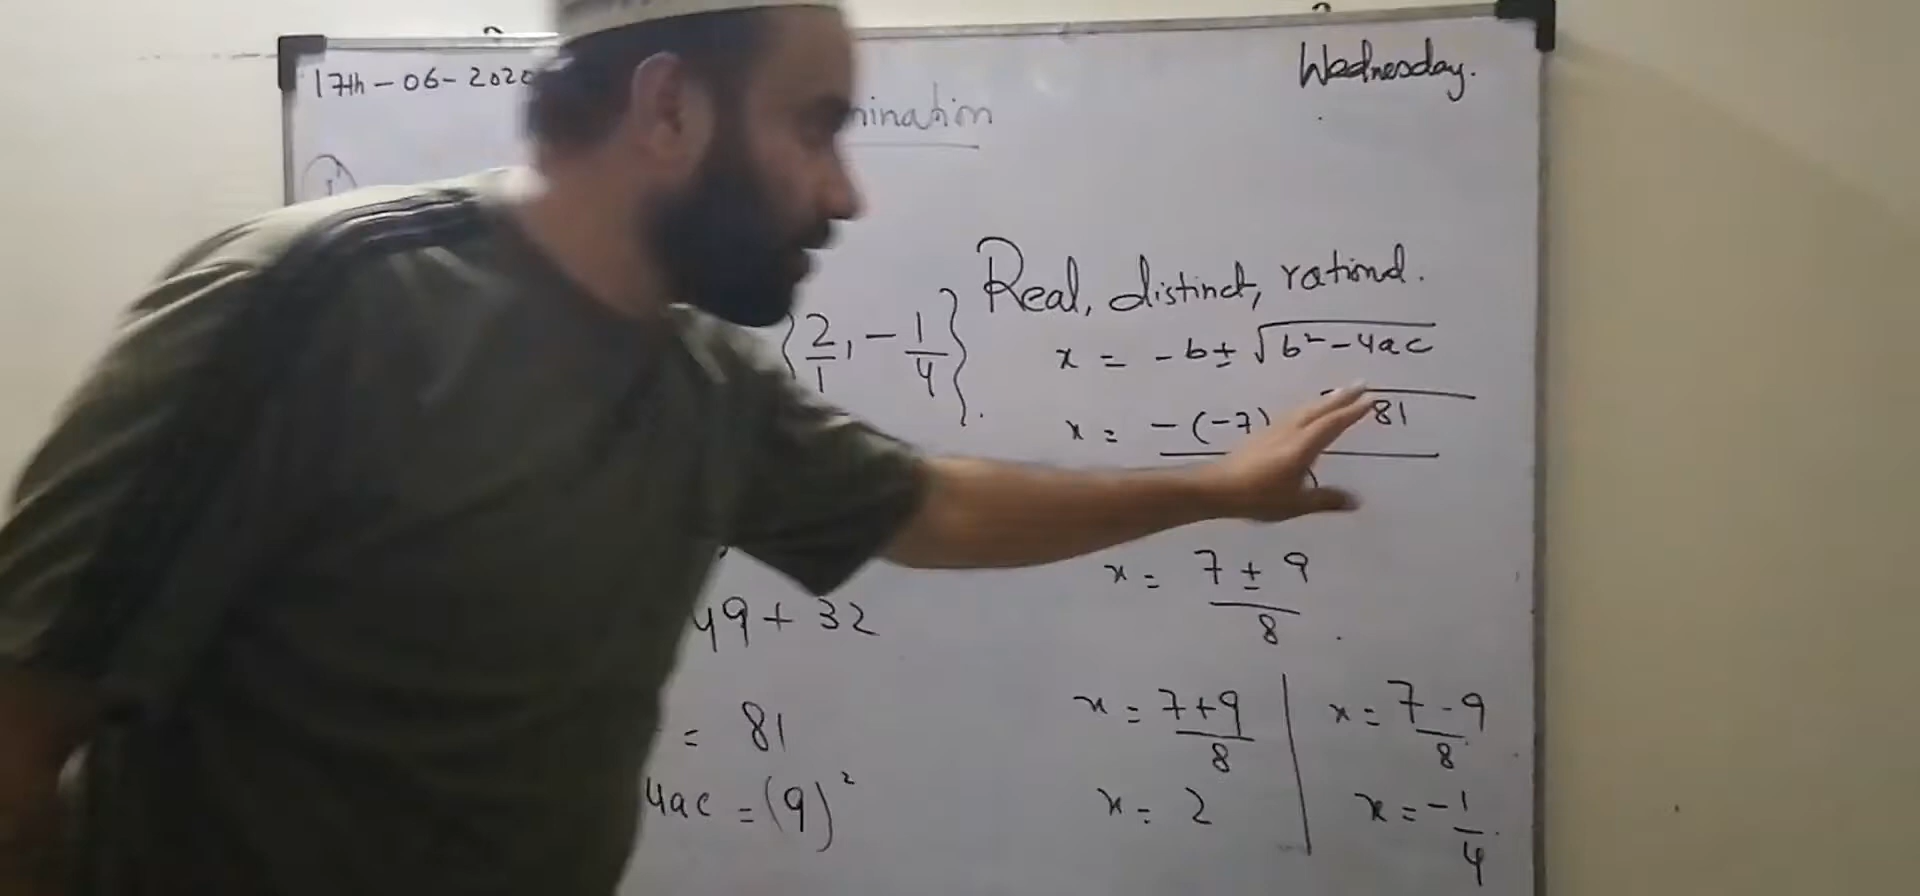 17th-06-2020
Wednesday.
mination
Real, distinct, rational.
{2/1, -1/4}.
x = -b ± √b²-4ac
x = -(-7) 81
x = 7 ± 9 / 8
49 + 32
= 81
4ac = (9)²
x = 7+9 / 8
x = 7-9 / 8
x = 2
x = -1/4